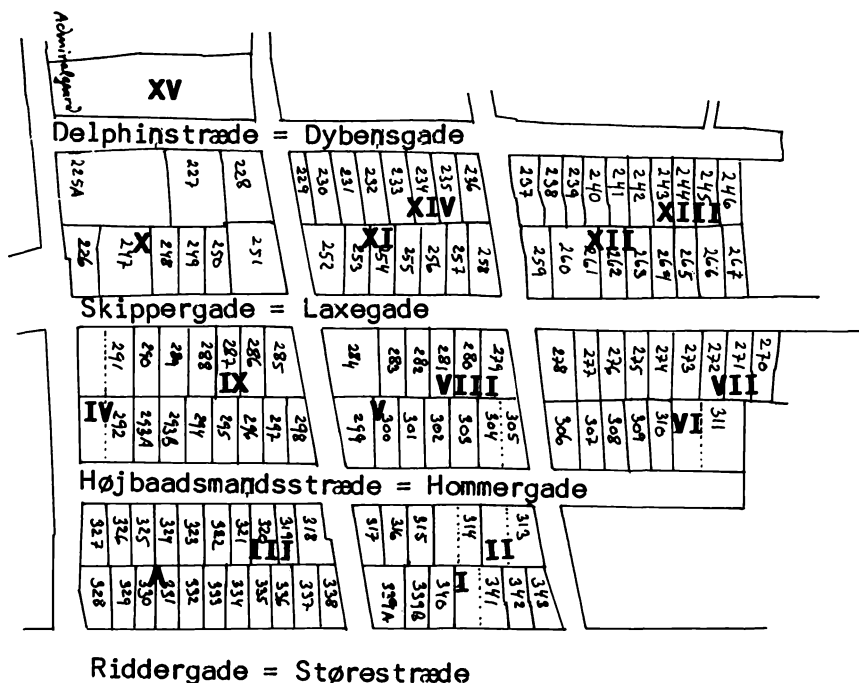 Admiralgaard
XV
Delphinstræde = Dybensgade
225A 227 228 229 230 231 232 233 234 235 236 237 238 239 240 241 242 243 244 245 246
XIV XIII
X XI XII
226 247 248 249 250 251 252 253 254 255 256 257 258 259 260 261 262 263 264 265 266 267
Skippergade = Laxegade
291 290 289 288 287 286 285 284 283 282 281 280 279 278 277 276 275 274 273 272 271 270
IX VIII VII
IV V VI
292 293A 293B 294 295 296 297 298 299 300 301 302 303 304 305 306 307 308 309 310 311
Højbaadsmandsstræde = Hommergade
327 326 325 324 323 322 321 320 319 318 317 316 315 314 313
III II
I
328 329 330 331 332 333 334 335 336 337 338 339A 339B 340 341 342 343
Riddergade = Størestræde